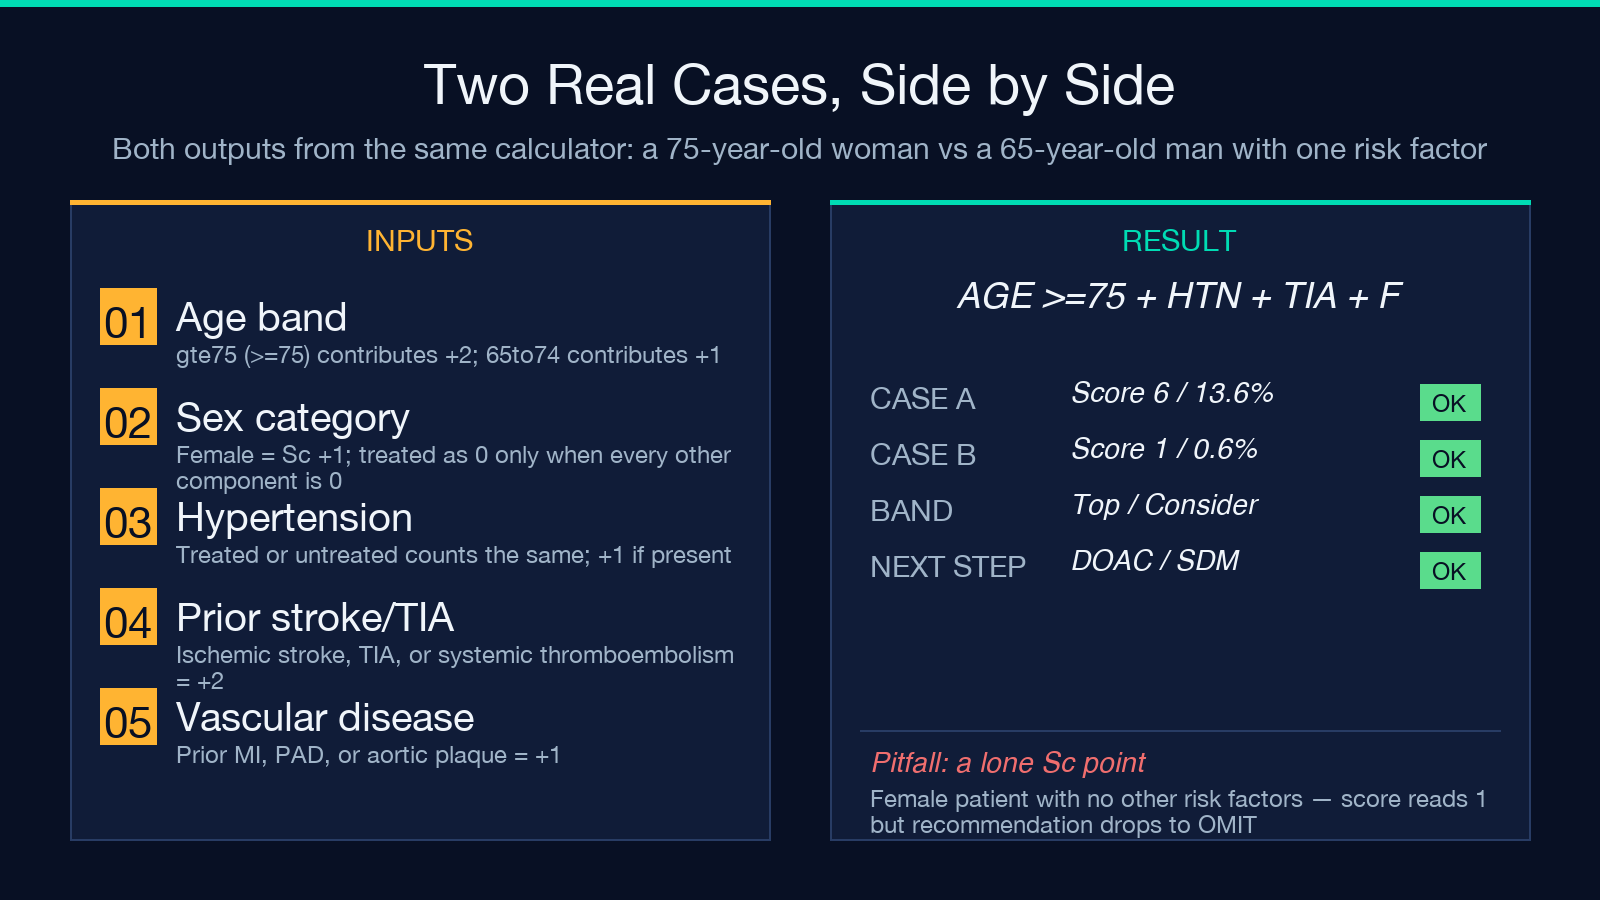 Two Real Cases, Side by Side
Both outputs from the same calculator: a 75-year-old woman vs a 65-year-old man with one risk factor
INPUTS
01
Age band
gte75 (>=75) contributes +2; 65to74 contributes +1
02
Sex category
Female = Sc +1; treated as 0 only when every other
component is 0
03
Hypertension
Treated or untreated counts the same; +1 if present
04
Prior stroke/TIA
Ischemic stroke, TIA, or systemic thromboembolism
= +2
05
Vascular disease
Prior MI, PAD, or aortic plaque = +1
RESULT
AGE >=75 + HTN + TIA + F
CASE A Score 6 / 13.6% OK
CASE B Score 1 / 0.6% OK
BAND Top / Consider OK
NEXT STEP DOAC / SDM OK
Pitfall: a lone Sc point
Female patient with no other risk factors — score reads 1
but recommendation drops to OMIT